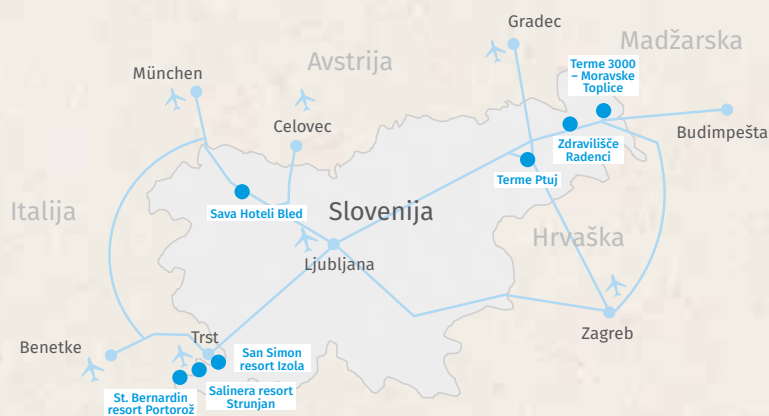 Gradec
Madžarska
Avstrija
München
Terme 3000
– Moravske
Toplice
Celovec
Budimpešta
Zdravilišče
Radenci
Terme Ptuj
Italija
Sava Hoteli Bled
Slovenija
Hrvaška
Ljubljana
Zagreb
Trst
Benetke
San Simon
resort Izola
Salinera resort
Strunjan
St. Bernardin
resort Portorož